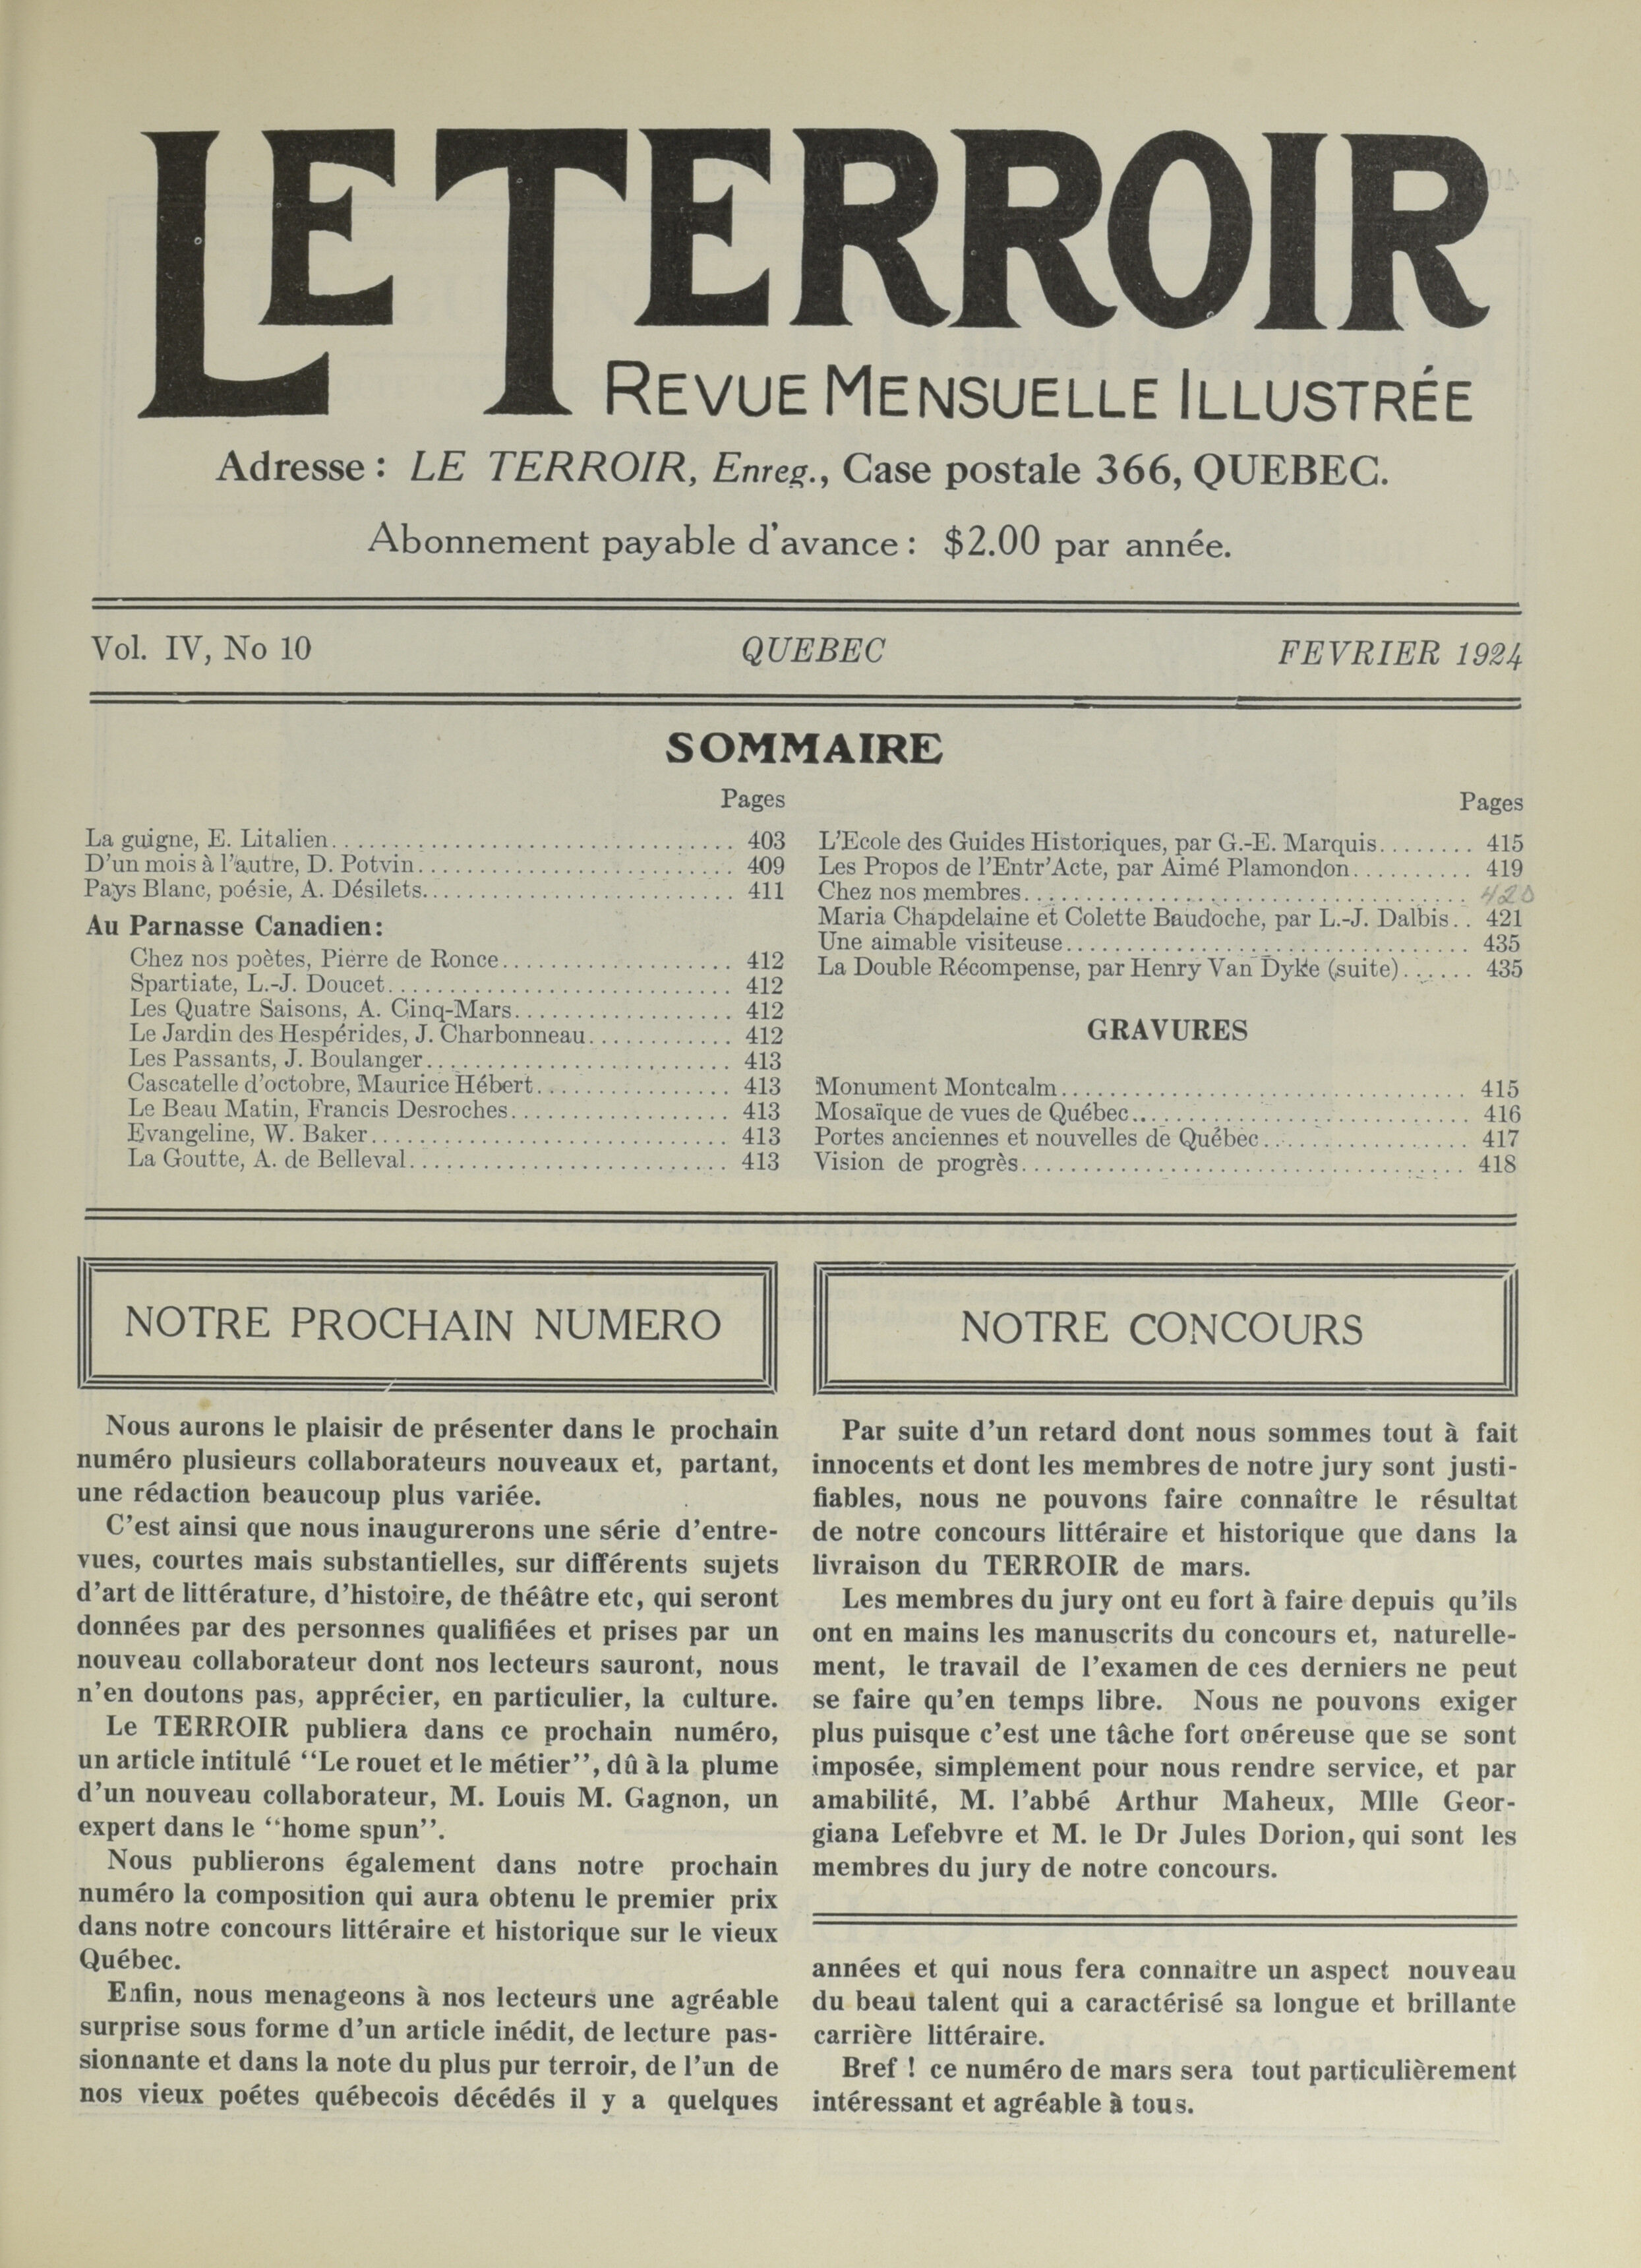 LE TERROIR
REVUE MENSUELLE ILLUSTRÉE
Adresse : LE TERROIR, Enreg., Case postale 366, QUEBEC.
Abonnement payable d'avance : $2.00 par année.
Vol. IV, No 10 QUEBEC FEVRIER 1924
SOMMAIRE
Pages
La guigne, E. Litalien 403
D'un mois à l'autre, D. Potvin 409
Pays Blanc, poésie, A. Désilets 411
Au Parnasse Canadien:
Chez nos poètes, Pierre de Ronce 412
Spartiate, L.-J. Doucet 412
Les Quatre Saisons, A. Cinq-Mars 412
Le Jardin des Hespérides, J. Charbonneau 412
Les Passants, J. Boulanger 413
Cascatelle d'octobre, Maurice Hébert 413
Le Beau Matin, Francis Desroches 413
Evangeline, W. Baker 413
La Goutte, A. de Belleval 413
Pages
L'Ecole des Guides Historiques, par G.-E. Marquis 415
Les Propos de l'Entr'Acte, par Aimé Plamondon 419
Chez nos membres 420
Maria Chapdelaine et Colette Baudoche, par L.-J. Dalbis 421
Une aimable visiteuse 435
La Double Récompense, par Henry Van Dyke (suite) 435
GRAVURES
Monument Montcalm 415
Mosaïque de vues de Québec 416
Portes anciennes et nouvelles de Québec 417
Vision de progrès 418
NOTRE PROCHAIN NUMERO
Nous aurons le plaisir de présenter dans le prochain
numéro plusieurs collaborateurs nouveaux et, partant,
une rédaction beaucoup plus variée.
C'est ainsi que nous inaugurerons une série d'entre-
vues, courtes mais substantielles, sur différents sujets
d'art de littérature, d'histoire, de théâtre etc, qui seront
données par des personnes qualifiées et prises par un
nouveau collaborateur dont nos lecteurs sauront, nous
n'en doutons pas, apprécier, en particulier, la culture.
Le TERROIR publiera dans ce prochain numéro,
un article intitulé "Le rouet et le métier", dû à la plume
d'un nouveau collaborateur, M. Louis M. Gagnon, un
expert dans le "home spun".
Nous publierons également dans notre prochain
numéro la composition qui aura obtenu le premier prix
dans notre concours littéraire et historique sur le vieux
Québec.
Enfin, nous menageons à nos lecteurs une agréable
surprise sous forme d'un article inédit, de lecture pas-
sionnante et dans la note du plus pur terroir, de l'un de
nos vieux poétes québecois décédés il y a quelques
NOTRE CONCOURS
Par suite d'un retard dont nous sommes tout à fait
innocents et dont les membres de notre jury sont justi-
fiables, nous ne pouvons faire connaître le résultat
de notre concours littéraire et historique que dans la
livraison du TERROIR de mars.
Les membres du jury ont eu fort à faire depuis qu'ils
ont en mains les manuscrits du concours et, naturelle-
ment, le travail de l'examen de ces derniers ne peut
se faire qu'en temps libre. Nous ne pouvons exiger
plus puisque c'est une tâche fort onéreuse que se sont
imposée, simplement pour nous rendre service, et par
amabilité, M. l'abbé Arthur Maheux, Mlle Geor-
giana Lefebvre et M. le Dr Jules Dorion, qui sont les
membres du jury de notre concours.
années et qui nous fera connaître un aspect nouveau
du beau talent qui a caractérisé sa longue et brillante
carrière littéraire.
Bref ! ce numéro de mars sera tout particulièrement
intéressant et agréable à tous.